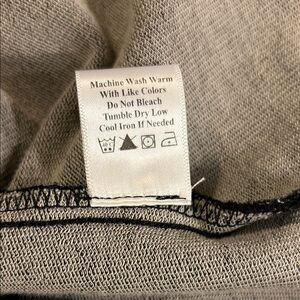 Machine Wash Warm
With Like Colors
Do Not Bleach
Tumble Dry Low
Cool Iron If Needed